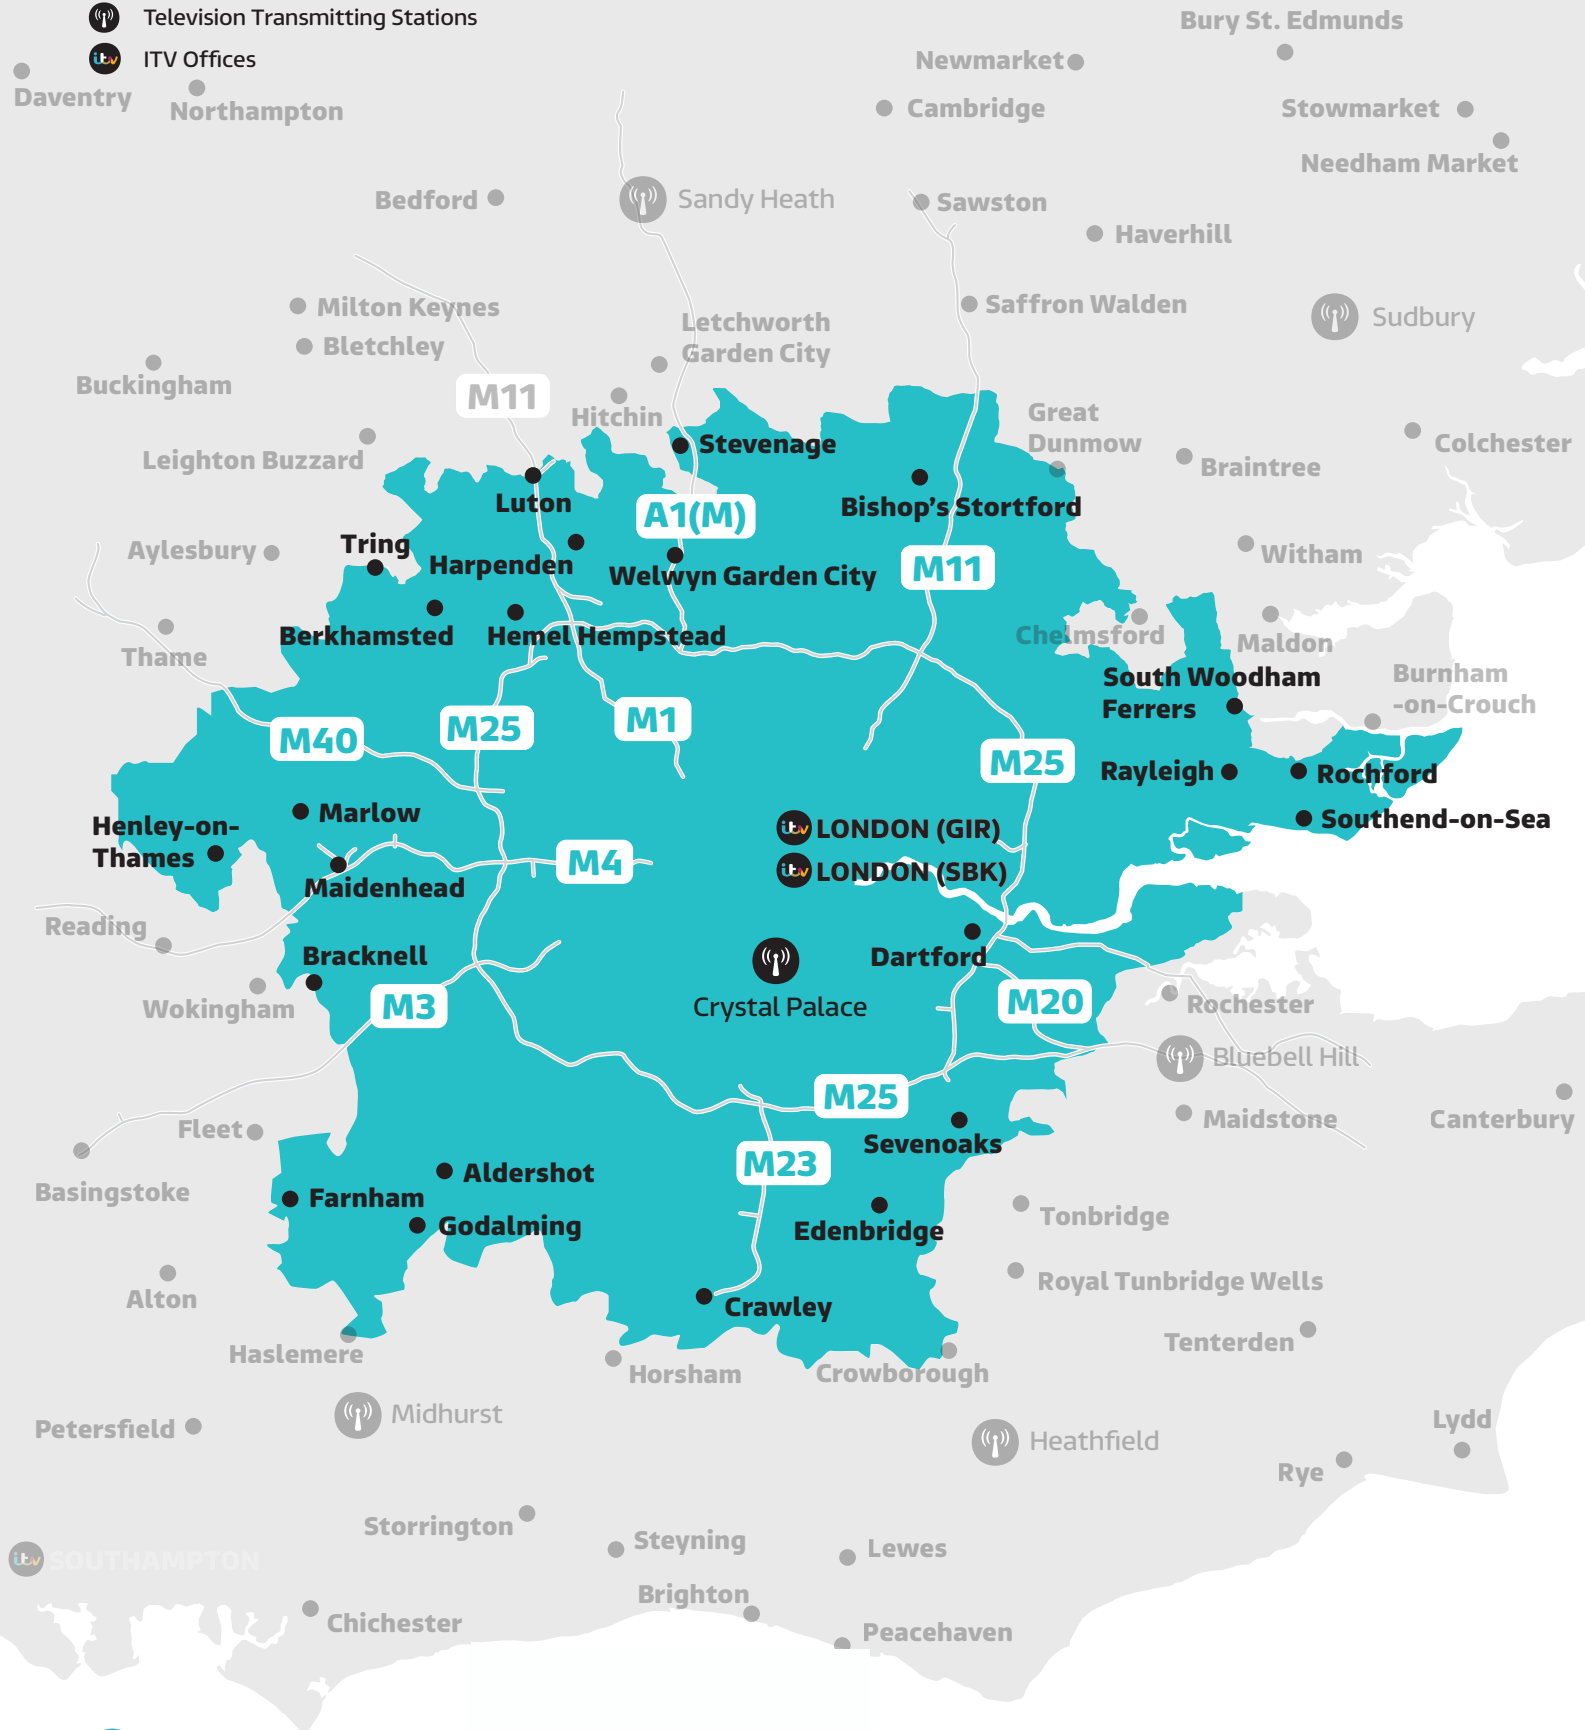 Television Transmitting Stations
ITV Offices
Bury St. Edmunds
Newmarket
Daventry
Northampton
Cambridge
Stowmarket
Needham Market
Bedford
Sandy Heath
Sawston
Haverhill
Milton Keynes
Saffron Walden
Sudbury
Letchworth
Garden City
Bletchley
Buckingham
M11
Hitchin
Great
Dunmow
Stevenage
Colchester
Leighton Buzzard
Braintree
Luton
Bishop's Stortford
A1(M)
Tring
Aylesbury
Harpenden
Welwyn Garden City
M11
Witham
Berkhamsted
Hemel Hempstead
Chelmsford
Maldon
Thame
South Woodham
Ferrers
Burnham
-on-Crouch
M40
M25
M1
M25
Rayleigh
Rochford
Henley-on-
Thames
Marlow
itv LONDON (GIR)
Southend-on-Sea
M4
itv LONDON (SBK)
Maidenhead
Reading
Bracknell
Dartford
Wokingham
M3
Crystal Palace
M20
Rochester
Bluebell Hill
M25
Fleet
Maidstone
Canterbury
Sevenoaks
M23
Basingstoke
Aldershot
Farnham
Godalming
Edenbridge
Tonbridge
Alton
Royal Tunbridge Wells
Crawley
Haslemere
Tenterden
Horsham
Crowborough
Midhurst
Petersfield
Heathfield
Lydd
Rye
Storrington
Steyning
Lewes
itv SOUTHAMPTON
Brighton
Chichester
Peacehaven